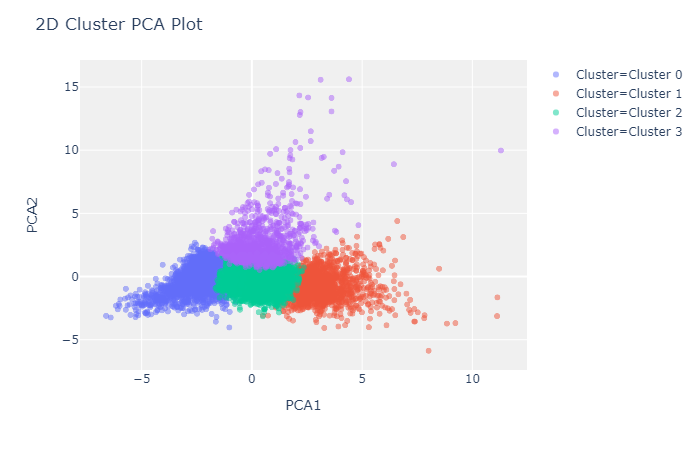 2D Cluster PCA Plot
15
10
5
0
−5
PCA2
−5
0
5
10
PCA1
Cluster=Cluster 0
Cluster=Cluster 1
Cluster=Cluster 2
Cluster=Cluster 3